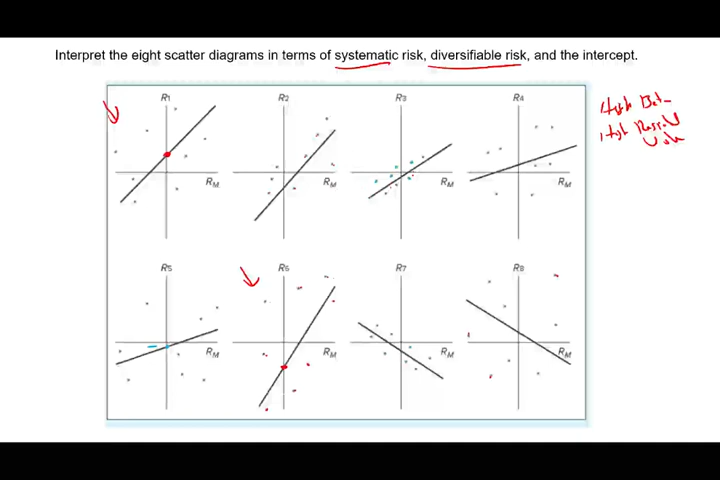 Interpret the eight scatter diagrams in terms of systematic risk, diversifiable risk, and the intercept.
R1 R2 R3 R4
High
High
RM RM RM RM
R5 R6 R7 R8
RM RM RM RM